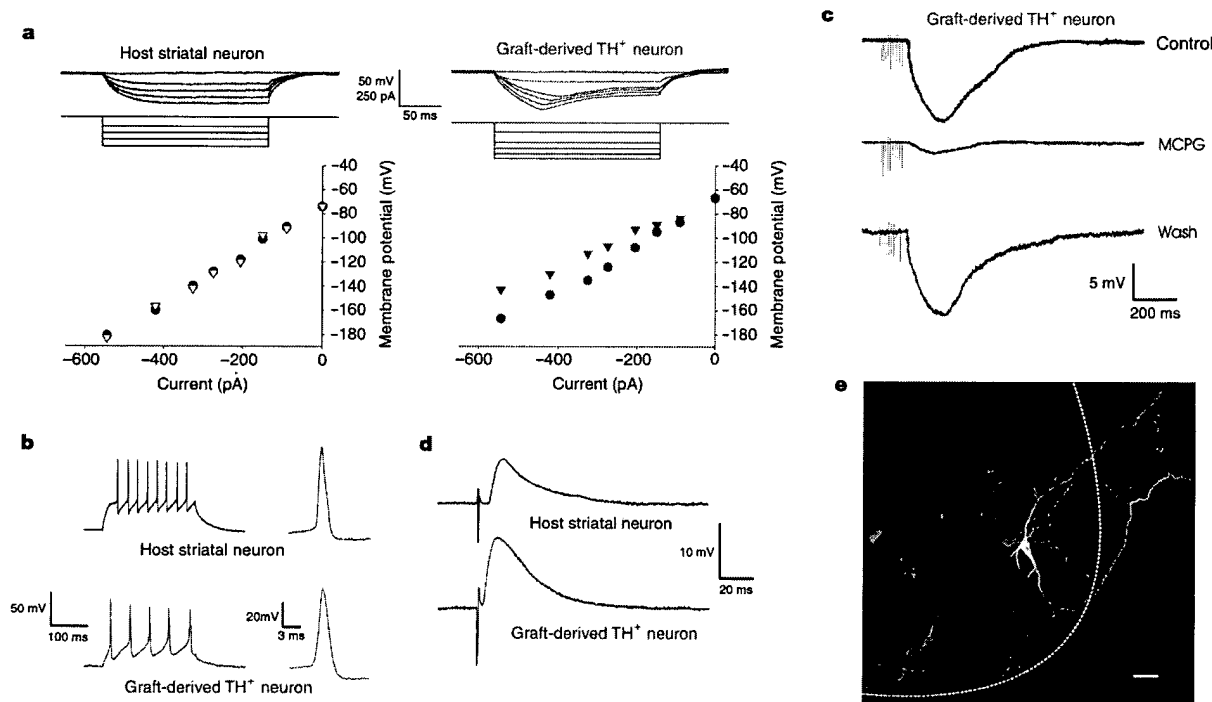 a
Host striatal neuron
50 mV
250 pA
50 ms
Graft-derived TH⁺ neuron
−40
−60
−80
−100
−120
−140
−160
−180
Membrane potential (mV)
−600 −400 −200 0
Current (pA)
−40
−60
−80
−100
−120
−140
−160
−180
Membrane potential (mV)
−600 −400 −200 0
Current (pA)
b
Host striatal neuron
50 mV
100 ms
20mV
3 ms
Graft-derived TH⁺ neuron
c
Graft-derived TH⁺ neuron
Control
MCPG
Wash
5 mV
200 ms
d
Host striatal neuron
10 mV
20 ms
Graft-derived TH⁺ neuron
e